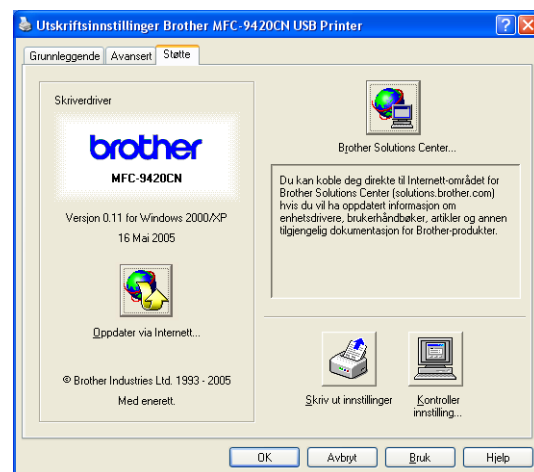 Utskriftsinnstillinger Brother MFC-9420CN USB Printer
Grunnleggende Avansert Støtte
Skriverdriver
brother
MFC-9420CN
Versjon 0.11 for Windows 2000/XP
16 Mai 2005
Oppdater via Internett...
© Brother Industries Ltd. 1993 - 2005
Med enerett.
Brother Solutions Center...
Du kan koble deg direkte til Internett-området for
Brother Solutions Center (solutions.brother.com)
hvis du vil ha oppdatert informasjon om
enhetsdrivere, brukerhåndbøker, artikler og annen
tilgjengelig dokumentasjon for Brother-produkter.
Skriv ut innstillinger
Kontroller
innstilling...
OK Avbryt Bruk Hjelp